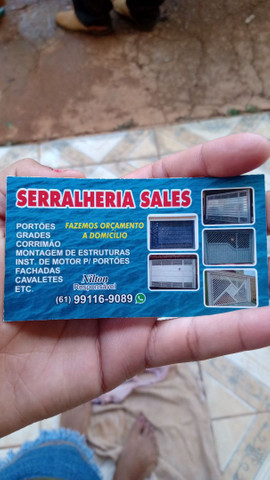 SERRALHERIA SALES
FAZEMOS ORÇAMENTO
A DOMICILIO
PORTÕES
GRADES
CORRIMÃO
MONTAGEM DE ESTRUTURAS
INST. DE MOTOR P/ PORTÕES
FACHADAS
CAVALETES
ETC.
Nilton
Responsável
(61) 99116-9089